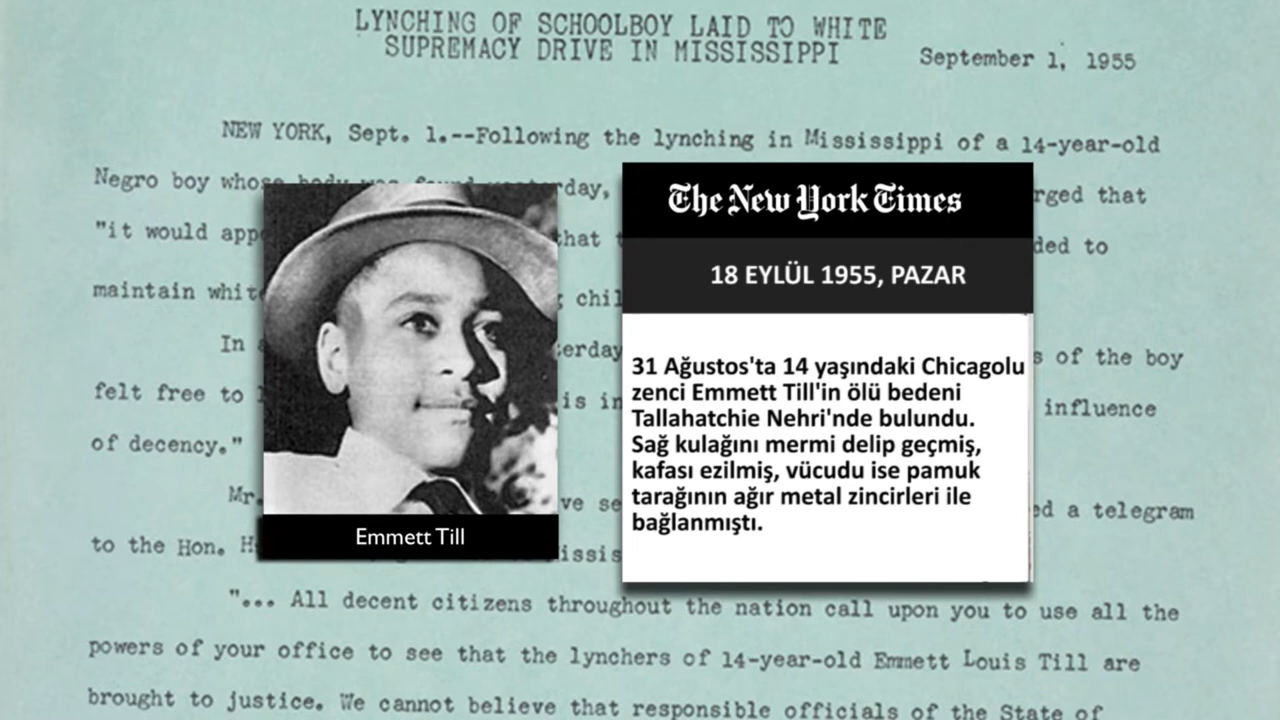 LYNCHING OF SCHOOLBOY LAID TO WHITE
SUPREMACY DRIVE IN MISSISSIPPI
September 1, 1955
NEW YORK, Sept. 1.--Following the lynching in Mississippi of a 14-year-old
Negro boy whose body was found yesterday, rged that
"it would app that t ded to
maintain whit g chil
In a erday s of the boy
felt free to l is in influence
of decency."
Mr. ve se ed a telegram
to the Hon. H issis
"... All decent citizens throughout the nation call upon you to use all the
powers of your office to see that the lynchers of 14-year-old Emmett Louis Till are
brought to justice. We cannot believe that responsible officials of the State of
Emmett Till
The New York Times
18 EYLÜL 1955, PAZAR
31 Ağustos'ta 14 yaşındaki Chicagolu
zenci Emmett Till'in ölü bedeni
Tallahatchie Nehri'nde bulundu.
Sağ kulağını mermi delip geçmiş,
kafası ezilmiş, vücudu ise pamuk
tarağının ağır metal zincirleri ile
bağlanmıştı.